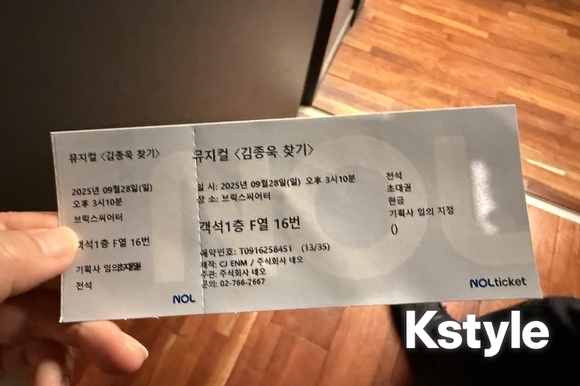 뮤지컬 <김종욱 찾기>
2025년 09월28일(일)
오후 3시10분
브릭스씨어터
객석1층 F열 16번
기획사
전석
NOL
뮤지컬 <김종욱 찾기>
일 시: 2025년 09월28일(일) 오후 3시10분
장 소: 브릭스씨어터
객석1층 F열 16번
예약번호: T0916258451 (13/35)
제작: CJ ENM / 주식회사 네오
주관: 주식회사 네오
문의: 02-766-7667
전석
초대권
현금
기획사 임의 지정
()
NOLticket
Kstyle